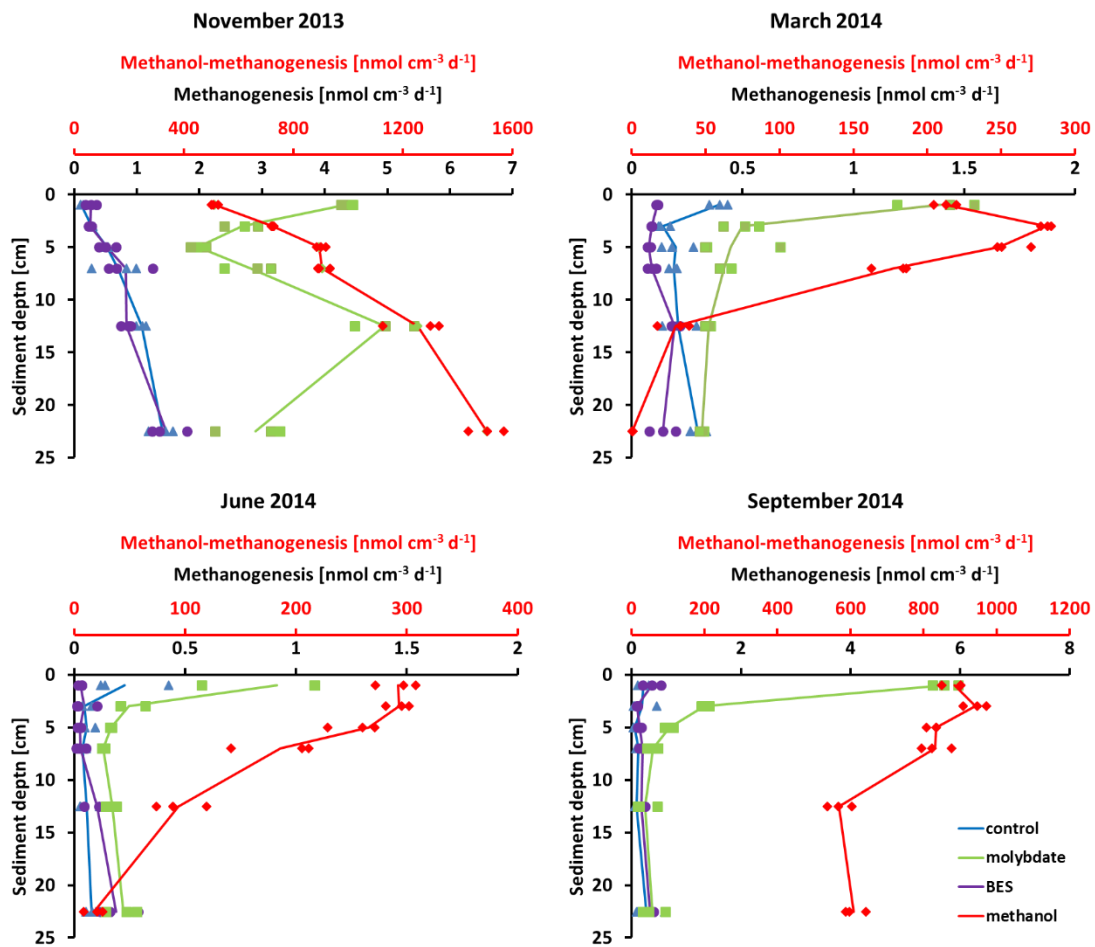 November 2013
Methanol-methanogenesis [nmol cm⁻³ d⁻¹]
Methanogenesis [nmol cm⁻³ d⁻¹]
0 400 800 1200 1600
0 1 2 3 4 5 6 7
0
5
10
15
20
25
Sediment deptn [cm]
March 2014
Methanol-methanogenesis [nmol cm⁻³ d⁻¹]
Methanogenesis [nmol cm⁻³ d⁻¹]
0 50 100 150 200 250 300
0 0.5 1 1.5 2
0
5
10
15
20
25
Sediment deptn [cm]
June 2014
Methanol-methanogenesis [nmol cm⁻³ d⁻¹]
Methanogenesis [nmol cm⁻³ d⁻¹]
0 100 200 300 400
0 0.5 1 1.5 2
0
5
10
15
20
25
Sediment deptn [cm]
September 2014
Methanol-methanogenesis [nmol cm⁻³ d⁻¹]
Methanogenesis [nmol cm⁻³ d⁻¹]
0 200 400 600 800 1000 1200
0 2 4 6 8
0
5
10
15
20
25
Sediment deptn [cm]
control
molybdate
BES
methanol